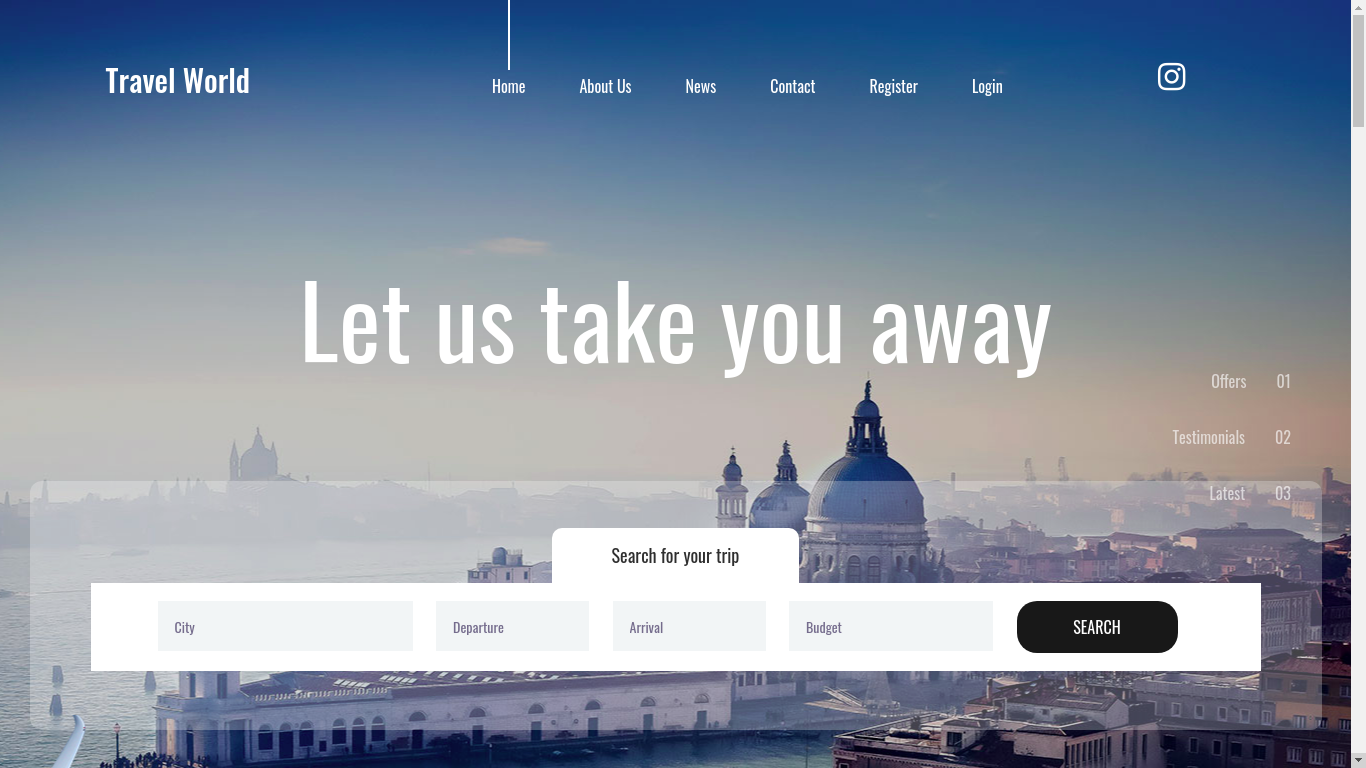 Travel World
Home
About Us
News
Contact
Register
Login
Let us take you away
Offers 01
Testimonials 02
Latest 03
Search for your trip
City
Departure
Arrival
Budget
SEARCH